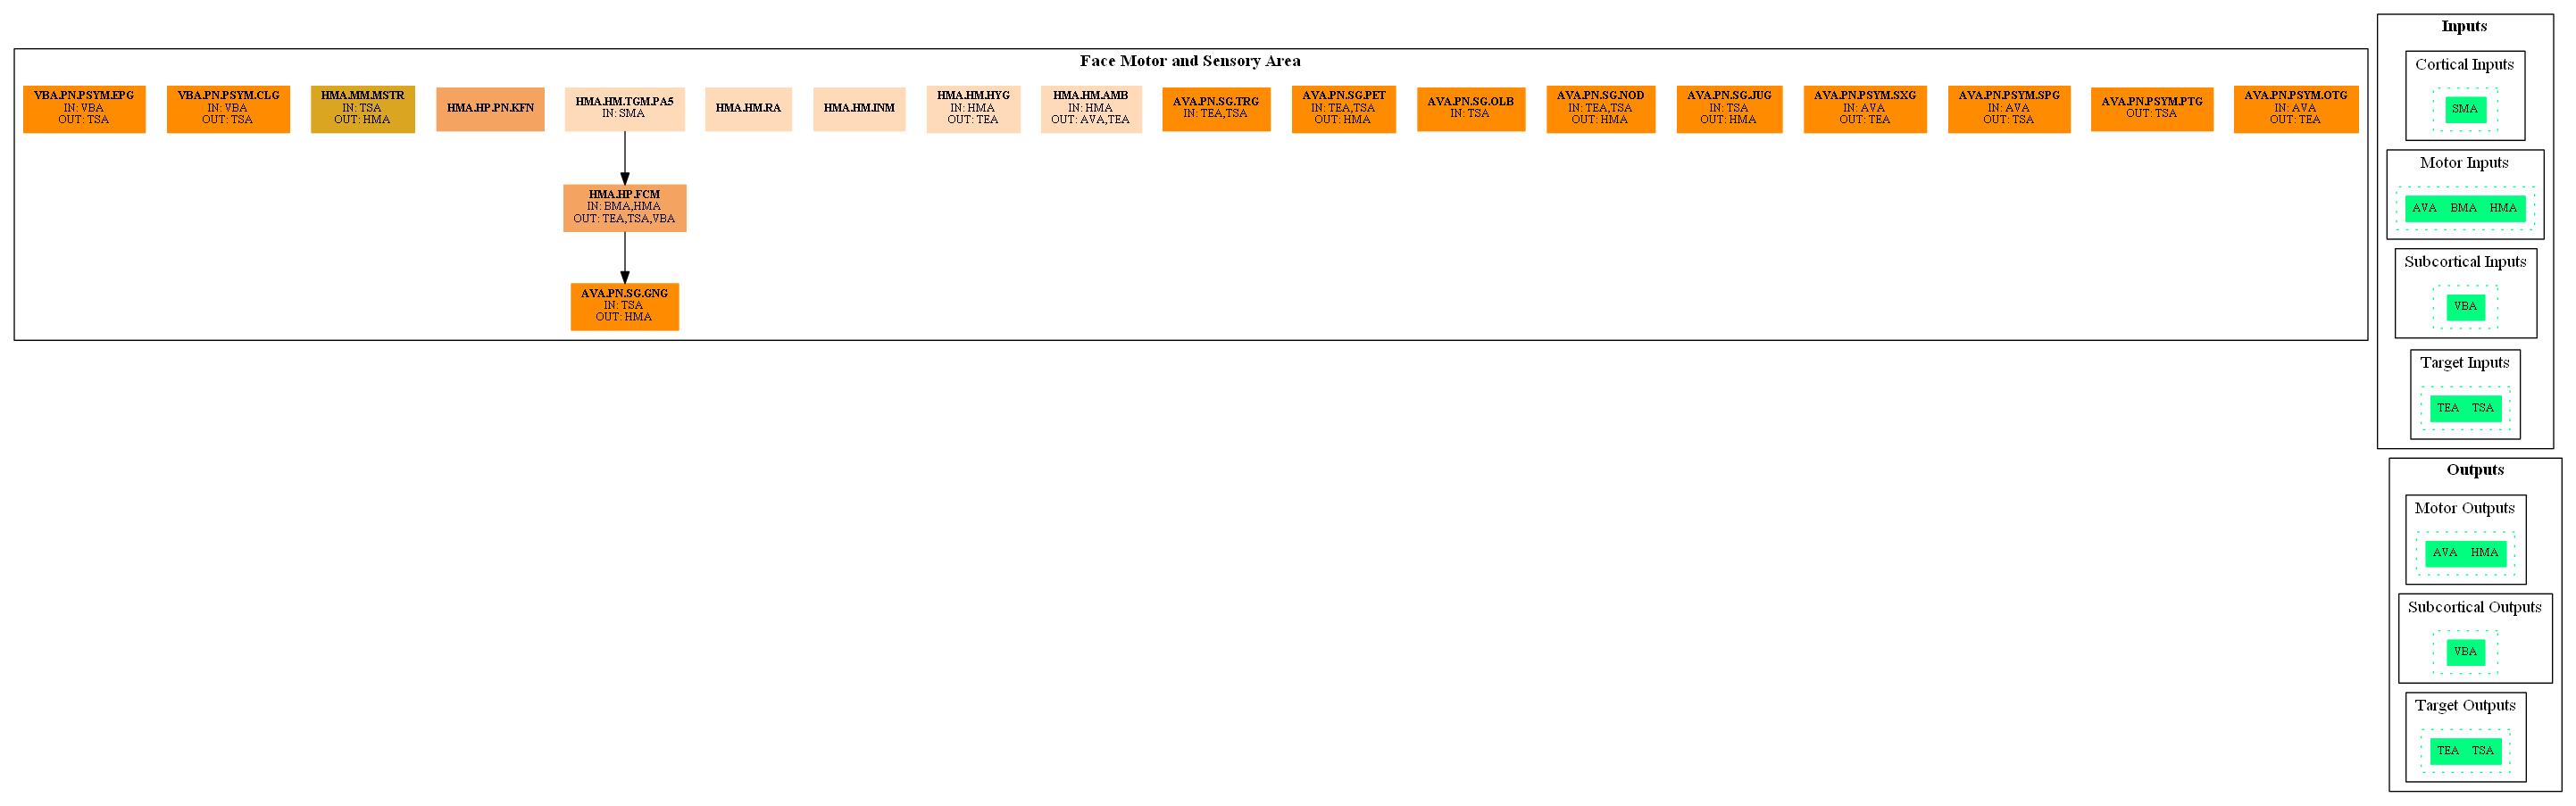 Face Motor and Sensory Area
VBA.PN.PSYM.EPG
IN: VBA
OUT: TSA
VBA.PN.PSYM.CLG
IN: VBA
OUT: TSA
HMA.MM.MSTR
IN: TSA
OUT: HMA
HMA.HP.PN.KFN
HMA.HM.TGM.PA5
IN: SMA
HMA.HM.RA
HMA.HM.INM
HMA.HM.HYG
IN: HMA
OUT: TEA
HMA.HM.AMB
IN: HMA
OUT: AVA,TEA
AVA.PN.SG.TRG
IN: TEA,TSA
AVA.PN.SG.PET
IN: TEA,TSA
OUT: HMA
AVA.PN.SG.OLB
IN: TSA
AVA.PN.SG.NOD
IN: TEA,TSA
OUT: HMA
AVA.PN.SG.JUG
IN: TSA
OUT: HMA
AVA.PN.PSYM.SXG
IN: AVA
OUT: TEA
AVA.PN.PSYM.SPG
IN: AVA
OUT: TSA
AVA.PN.PSYM.PTG
OUT: TSA
AVA.PN.PSYM.OTG
IN: AVA
OUT: TEA
HMA.HP.FCM
IN: BMA,HMA
OUT: TEA,TSA,VBA
AVA.PN.SG.GNG
IN: TSA
OUT: HMA
Inputs
Cortical Inputs
SMA
Motor Inputs
AVA BMA HMA
Subcortical Inputs
VBA
Target Inputs
TEA TSA
Outputs
Motor Outputs
AVA HMA
Subcortical Outputs
VBA
Target Outputs
TEA TSA